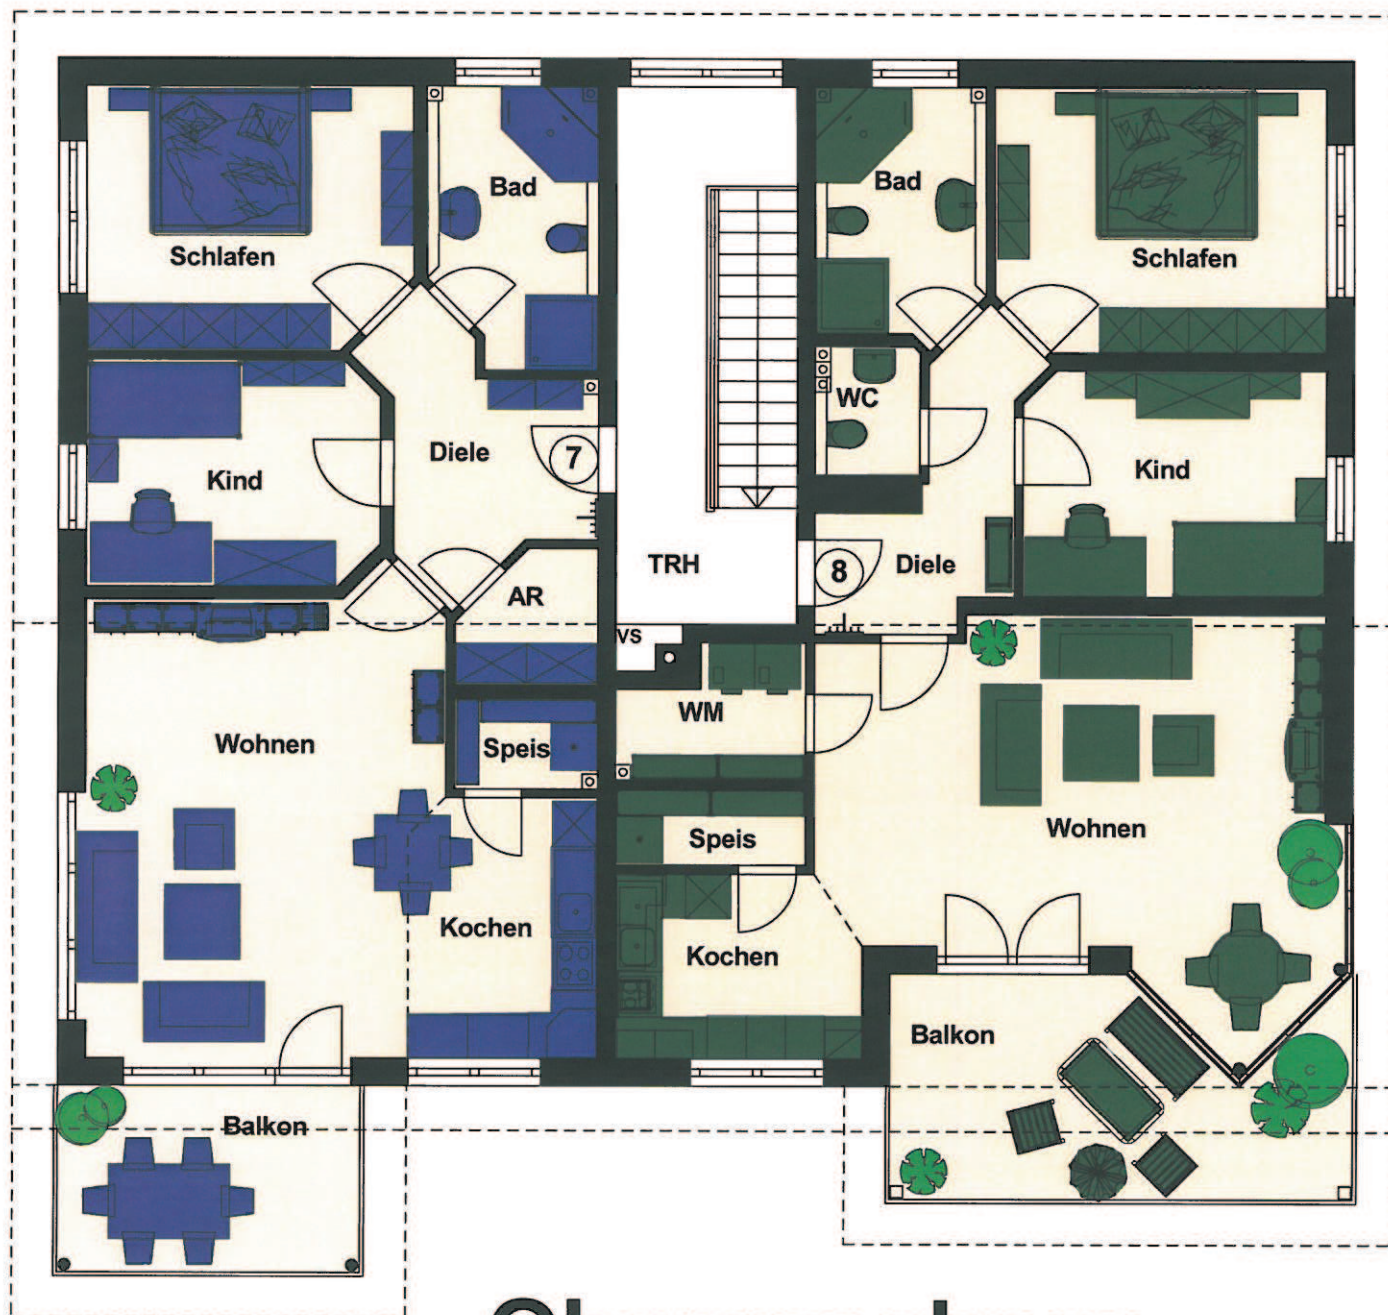 Bad
Bad
Schlafen
Schlafen
WC
Diele
7
Kind
Kind
TRH
8
Diele
AR
VS
WM
Wohnen
Speis
Wohnen
Speis
Kochen
Kochen
Balkon
Balkon